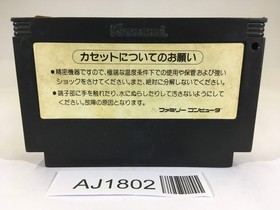 KONAMI
カセットについてのお願い
●精密機器ですので、極端な温度条件下での使用や保管および強い
ショックをさけてください。また、絶対に分解しないでください。
●端子部に手を触れたり、水にぬらしたりして汚さないようにして
ください。故障の原因となります。
ファミリーコンピュータ
AJ1802